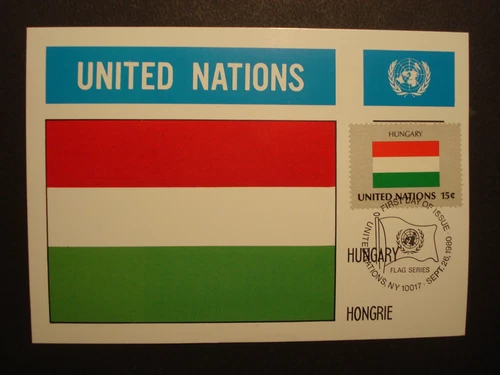 UNITED NATIONS
HUNGARY
UNITED NATIONS 15¢
FIRST DAY OF ISSUE
UNITED NATIONS, NY 10017 - SEPT. 26, 1980
FLAG SERIES
HUNGARY
HONGRIE